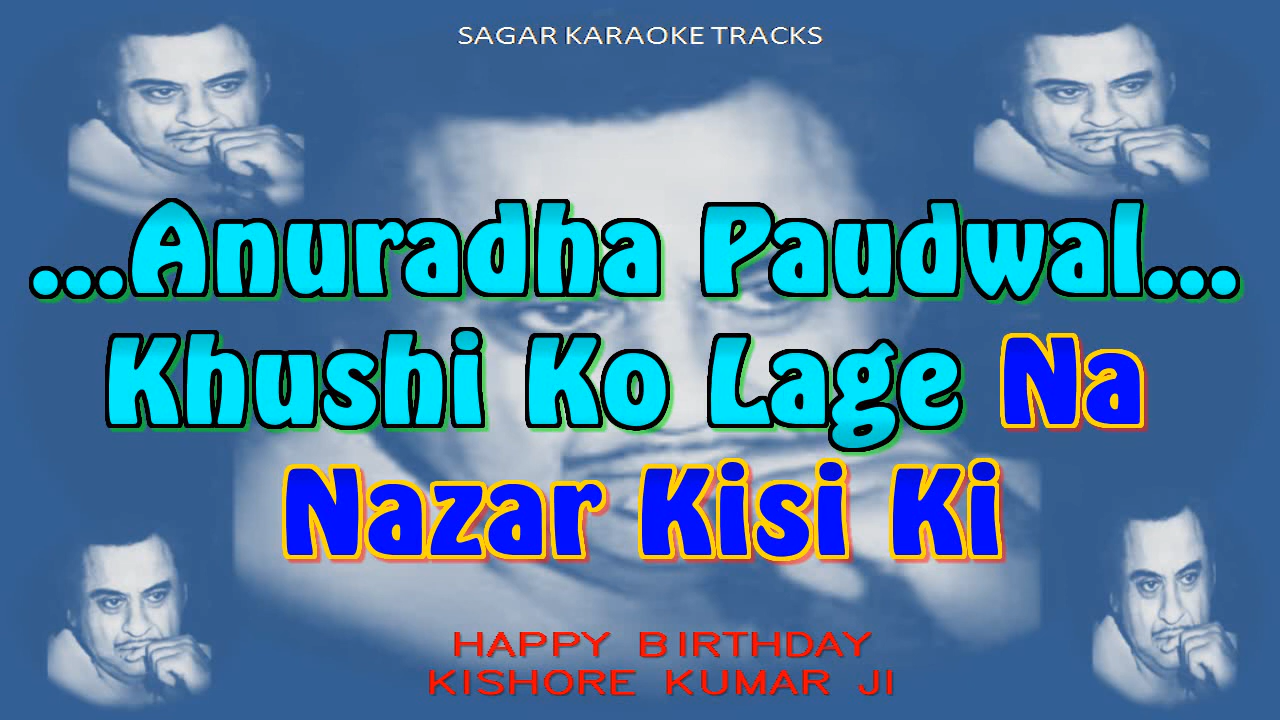 SAGAR KARAOKE TRACKS
...Anuradha Paudwal...
Khushi Ko Lage Na
Nazar Kisi Ki
HAPPY BIRTHDAY
KISHORE KUMAR JI